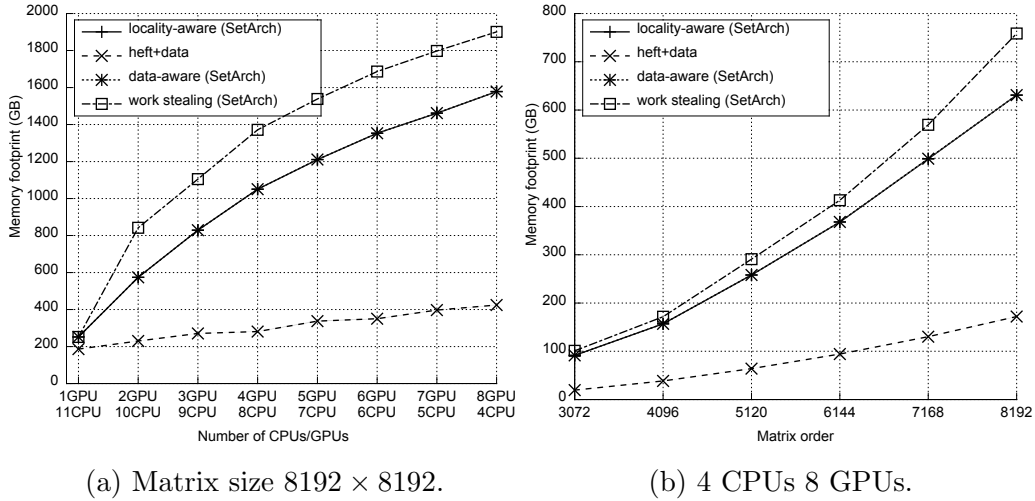 locality-aware (SetArch)
heft+data
data-aware (SetArch)
work stealing (SetArch)
Memory footprint (GB)
2000
1800
1600
1400
1200
1000
800
600
400
200
0
1GPU 2GPU 3GPU 4GPU 5GPU 6GPU 7GPU 8GPU
11CPU 10CPU 9CPU 8CPU 7CPU 6CPU 5CPU 4CPU
Number of CPUs/GPUs
(a) Matrix size 8192 × 8192.
locality-aware (SetArch)
heft+data
data-aware (SetArch)
work stealing (SetArch)
Memory footprint (GB)
800
700
600
500
400
300
200
100
0
3072 4096 5120 6144 7168 8192
Matrix order
(b) 4 CPUs 8 GPUs.